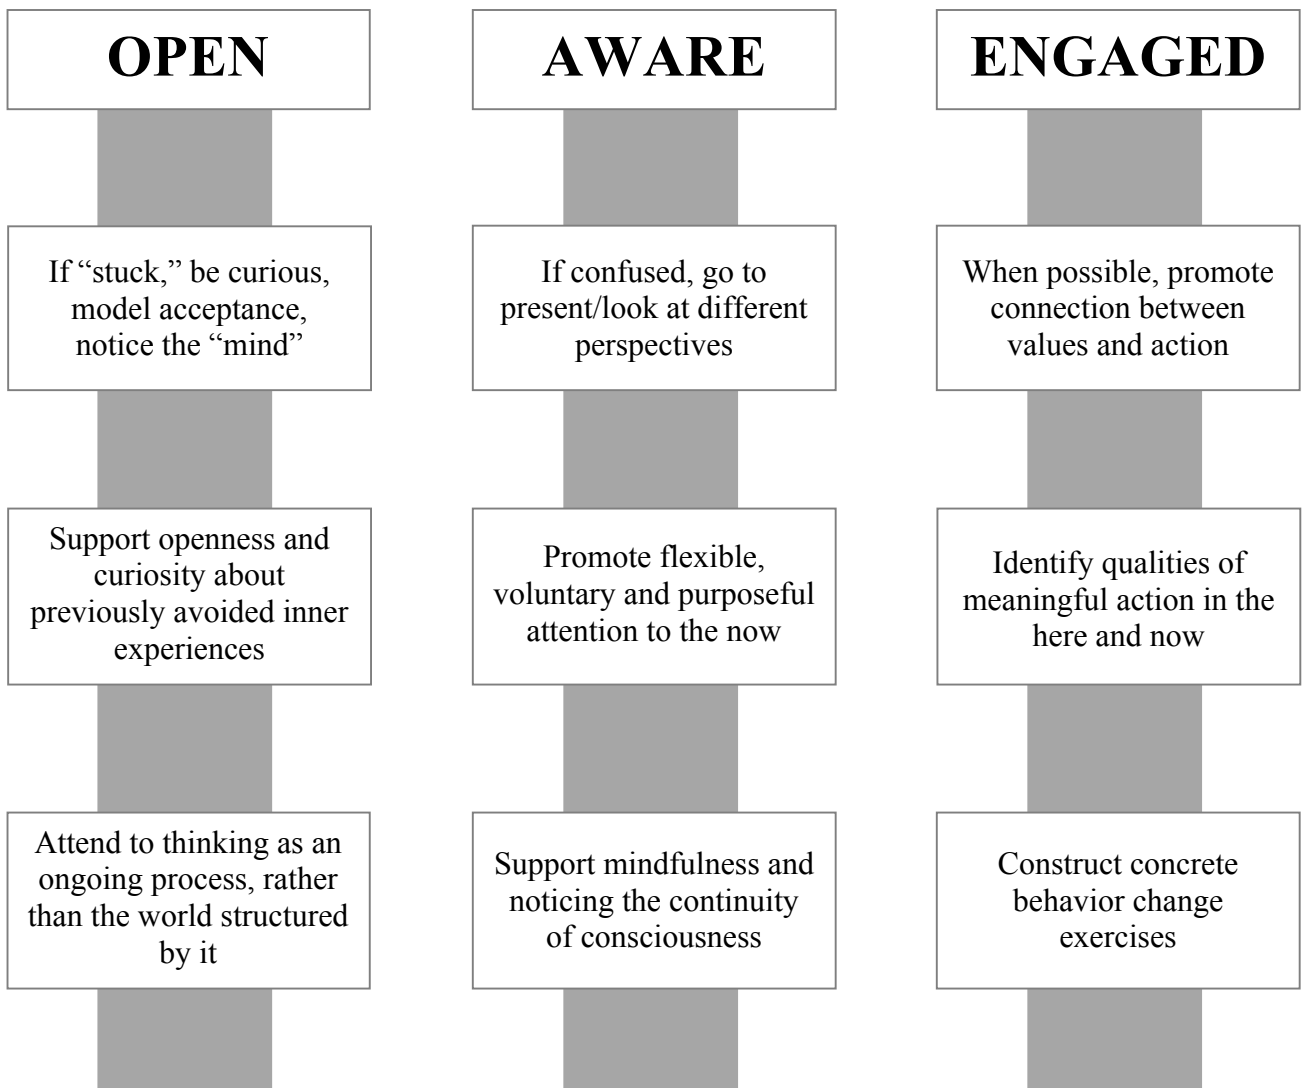 OPEN
If “stuck,” be curious,
model acceptance,
notice the “mind”
Support openness and
curiosity about
previously avoided inner
experiences
Attend to thinking as an
ongoing process, rather
than the world structured
by it
AWARE
If confused, go to
present/look at different
perspectives
Promote flexible,
voluntary and purposeful
attention to the now
Support mindfulness and
noticing the continuity
of consciousness
ENGAGED
When possible, promote
connection between
values and action
Identify qualities of
meaningful action in the
here and now
Construct concrete
behavior change
exercises